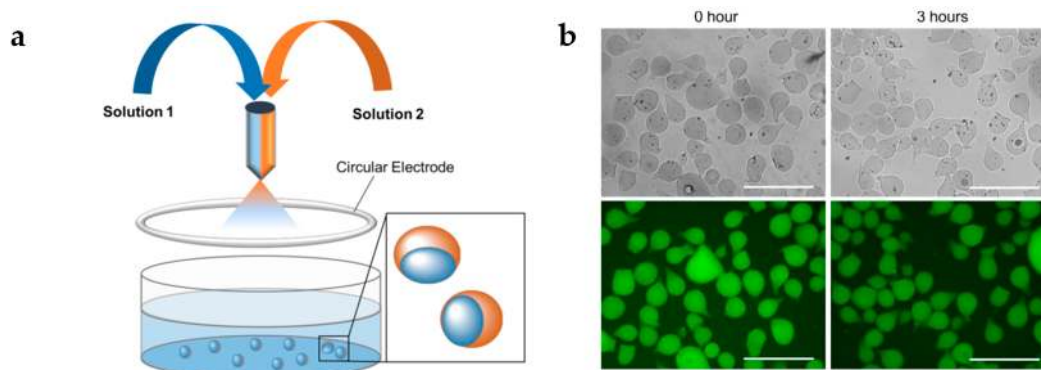 a
Solution 1
Solution 2
Circular Electrode
b
0 hour
3 hours